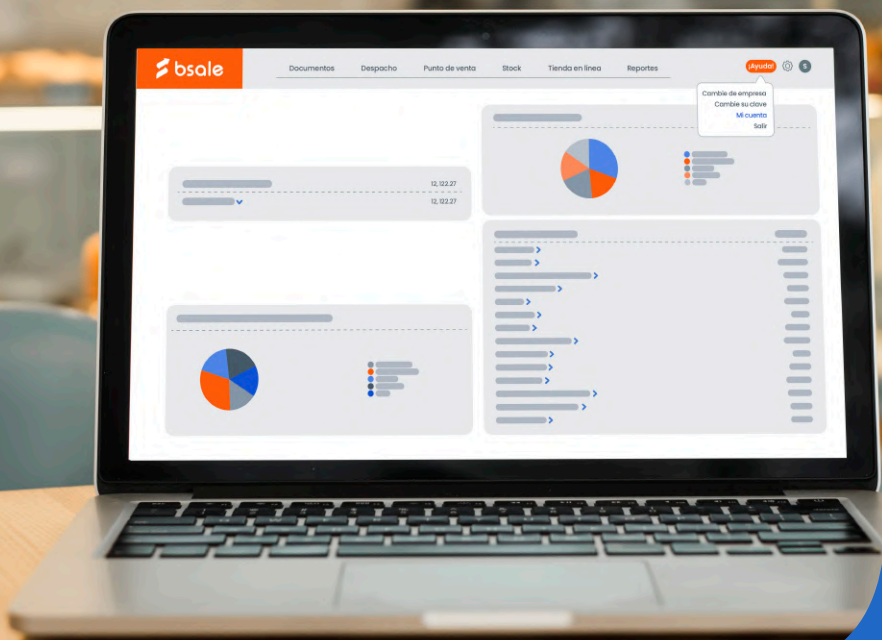 bsale
Documentos Despacho Punto de venta Stock Tienda en línea Reportes
¡Ayuda! $
Cambie de empresa
Cambie su clave
Mi cuenta
Salir
12,122.27
12,122.27